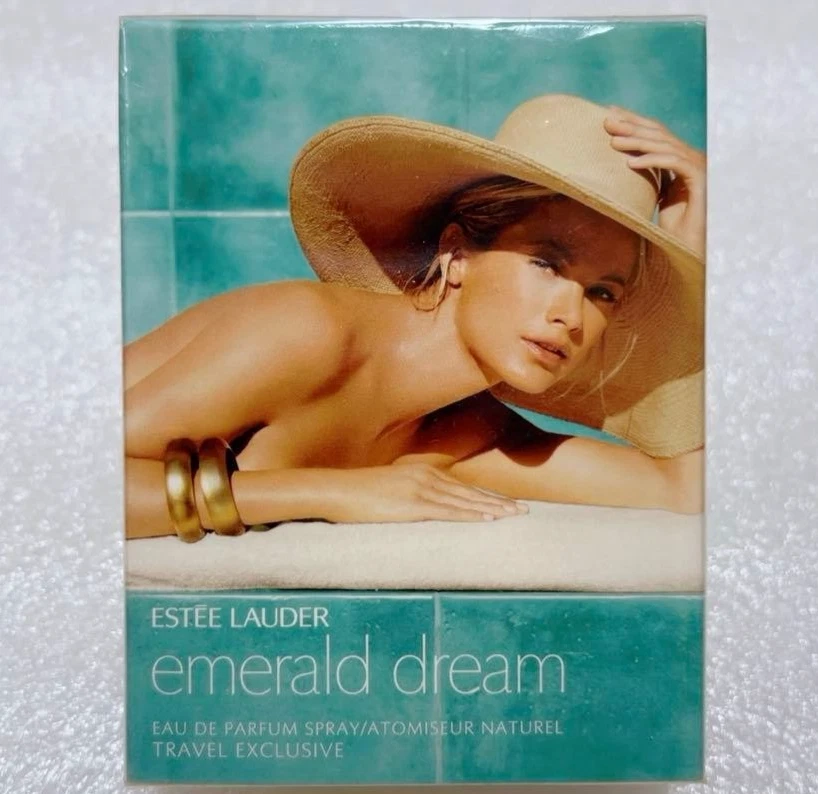 ESTĒE LAUDER
emerald dream
EAU DE PARFUM SPRAY/ATOMISEUR NATUREL
TRAVEL EXCLUSIVE